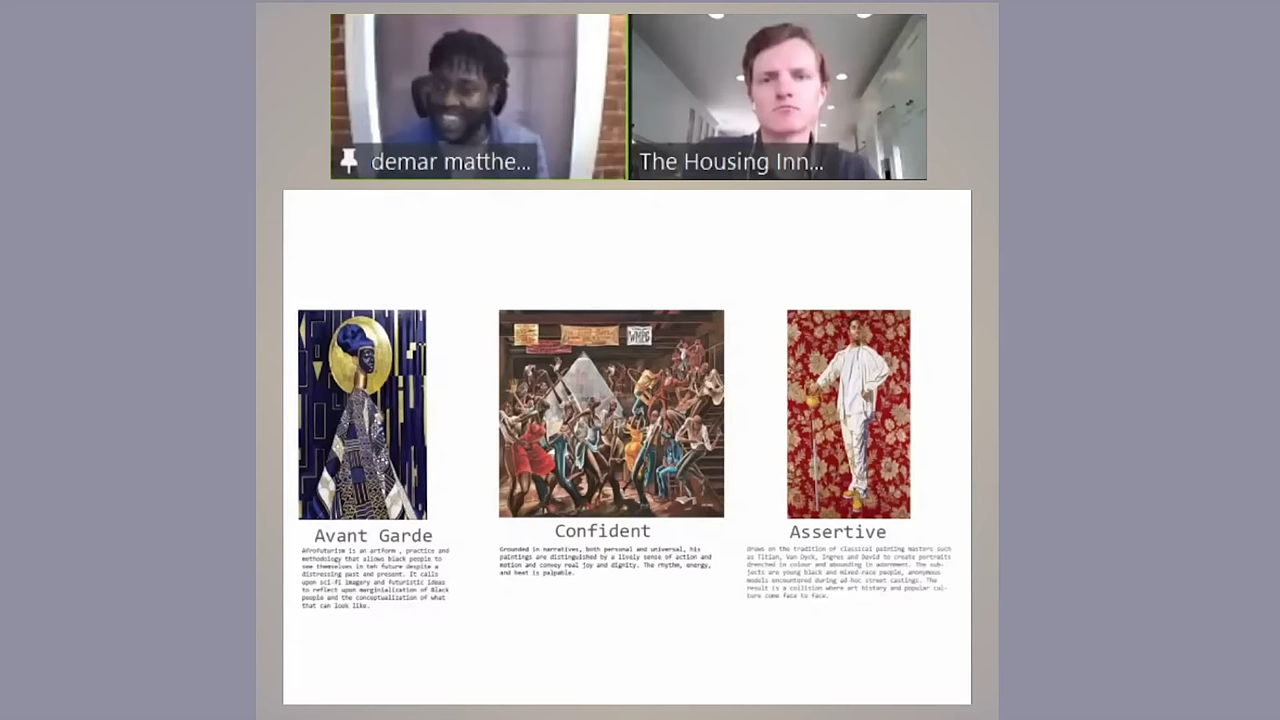 demar matthe...
The Housing Inn...
WMPG
Avant Garde
Afrofuturism is an artform , practice and
methodology that allows black people to
see themselves in teh future despite a
distressing past and present. It calls
upon sci-fi imagery and futuristic ideas
to reflect upon marginialization of Black
people and the conceptualization of what
that can look like.
Confident
Grounded in narratives, both personal and universal, his
paintings are distinguished by a lively sense of action and
motion and convey real joy and dignity. The rhythm, energy,
and heat is palpable.
Assertive
Draws on the tradition of classical painting masters such
as Titian, Van Dyck, Ingres and David to create portraits
drenched in colour and abounding in adornment. The sub-
jects are young black and mixed-race people, anonymous
models encountered during ad-hoc street castings. The
result is a collision where art history and popular cul-
ture come face to face.